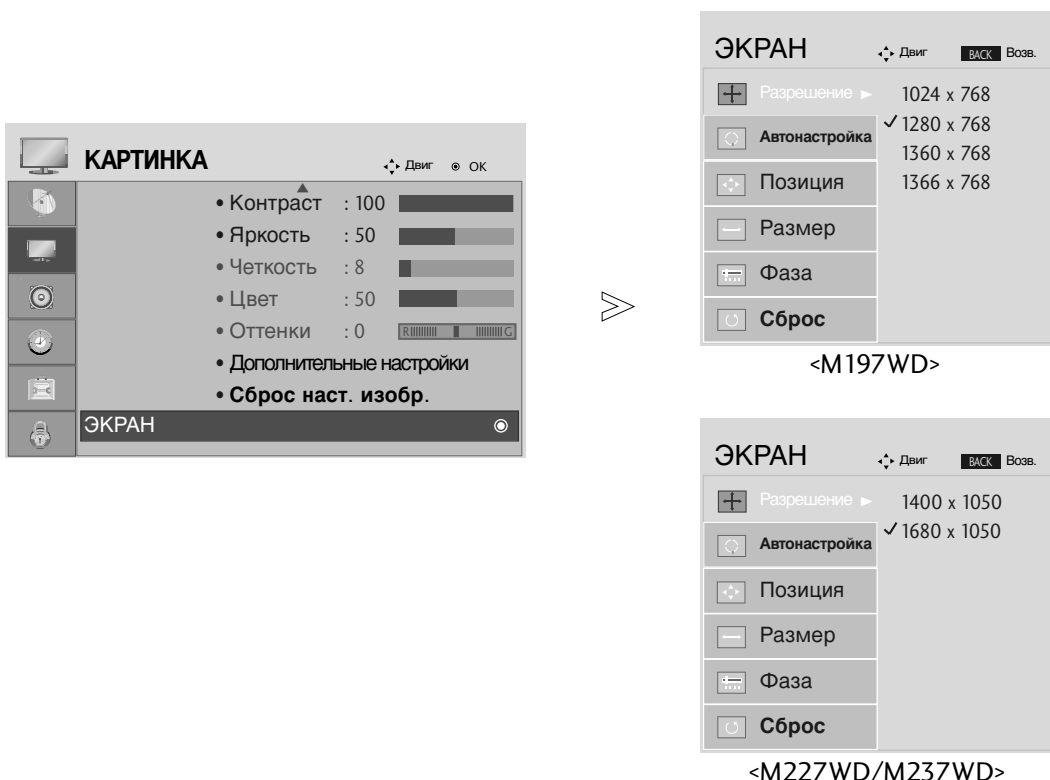 КАРТИНКА
Двиг OK
• Контраст : 100
• Яркость : 50
• Четкость : 8
• Цвет : 50
• Оттенки : 0 R G
• Дополнительные настройки
• Сброс наст. изобр.
ЭКРАН
ЭКРАН Двиг BACK Возв.
Разрешение ► 1024 x 768
Автонастройка ✓ 1280 x 768
1360 x 768
Позиция 1366 x 768
Размер
Фаза
Сброс
<M197WD>
ЭКРАН Двиг BACK Возв.
Разрешение ► 1400 x 1050
Автонастройка ✓ 1680 x 1050
Позиция
Размер
Фаза
Сброс
<M227WD/M237WD>